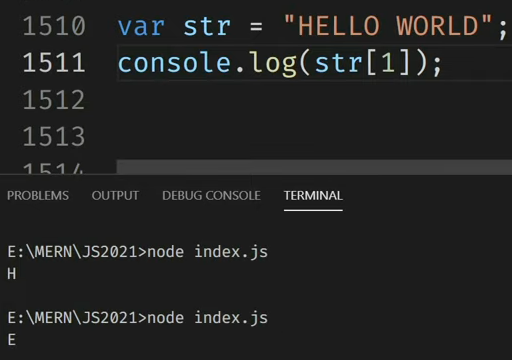 1510 var str = "HELLO WORLD";
1511 console.log(str[1]);
1512
1513
1514
PROBLEMS OUTPUT DEBUG CONSOLE TERMINAL
E:\MERN\JS2021>node index.js
H
E:\MERN\JS2021>node index.js
E